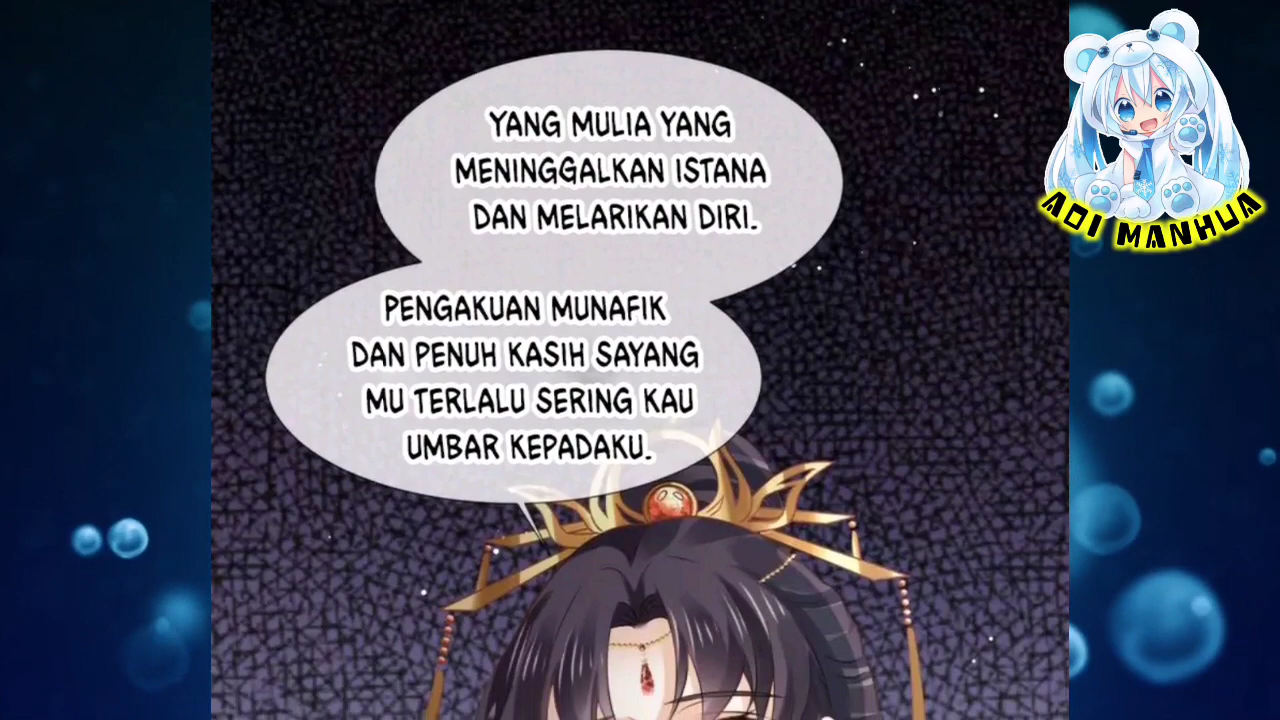 YANG MULIA YANG
MENINGGALKAN ISTANA
DAN MELARIKAN DIRI.
PENGAKUAN MUNAFIK
DAN PENUH KASIH SAYANG
MU TERLALU SERING KAU
UMBAR KEPADAKU.
AOI MANHUA